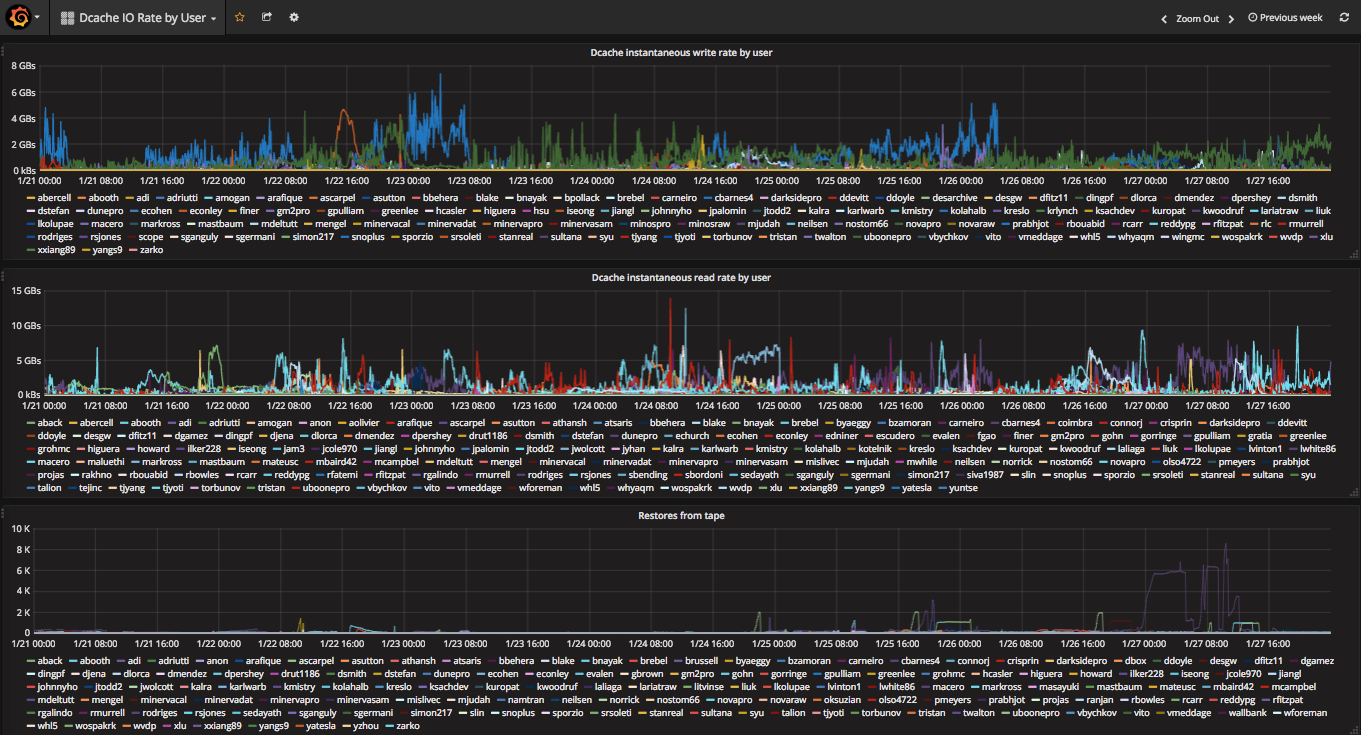 Dcache IO Rate by User
Zoom Out
Previous week
Dcache instantaneous write rate by user
8 GBs
6 GBs
4 GBs
2 GBs
0 kBs
1/21 00:00 1/21 08:00 1/21 16:00 1/22 00:00 1/22 08:00 1/22 16:00 1/23 00:00 1/23 08:00 1/23 16:00 1/24 00:00 1/24 08:00 1/24 16:00 1/25 00:00 1/25 08:00 1/25 16:00 1/26 00:00 1/26 08:00 1/26 16:00 1/27 00:00 1/27 08:00 1/27 16:00
abercell abooth adi adriutti amogan arafique ascarpel asutton bbehera blake bnayak bpollack brebel carneiro cbarnes4 darksidepo ddevitt ddoyle desarchive desgw dfitz11 dingpf dlorca dmendez dpershey dsmith
dstefan dunepro ecohen econley finer gm2pro gpulliam greenlee hcasler higuera hsu iseong jiangl johnnyho jpalomin jtodd2 kalra karlwarb kmistry kolahalb kreslo krlynch ksachdev kuropat kwoodruf lariatraw liuk
lkolupae macero markross mastbaum mdeltutt mengel minervacal minervadat minervapro minervasam minospro minosraw mjudah neilsen nostom66 novapro novaraw prabhjot rbouabid rcarr reddypg rfitzpat rlc rmurrell
rodriges rsjones scope sganguly sgermani simon217 snoplus sporzio srsoleti stanreal sultana syu tjyang tjyoti torbunov tristan twalton uboonepro vbychkov vito vmeddage whl5 whyaqm wingmc wospakrk wvdp xlu
xxiang89 yangs9 zarko
Dcache instantaneous read rate by user
15 GBs
10 GBs
5 GBs
0 kBs
1/21 00:00 1/21 08:00 1/21 16:00 1/22 00:00 1/22 08:00 1/22 16:00 1/23 00:00 1/23 08:00 1/23 16:00 1/24 00:00 1/24 08:00 1/24 16:00 1/25 00:00 1/25 08:00 1/25 16:00 1/26 00:00 1/26 08:00 1/26 16:00 1/27 00:00 1/27 08:00 1/27 16:00
aback abercell abooth adi adriutti amogan anon aolivier arafique ascarpel asutton athansh atsaris bbehera blake bnayak brebel byaeggy bzamoran carneiro cbarnes4 coimbra connorj crisprin darksidepo ddevitt
ddoyle desgw dfitz11 dgamez dingpf djena dlorca dmendez dpershey drut1186 dsmith dstefan dunepro echurch ecohen econley edniner escudero evalen fgao finer gm2pro gohn gorringe gpulliam gratia greenlee
grohmc higuera howard ilker228 iseong jam3 jcole970 jiangl johnnyho jpalomin jtodd2 jwolcott jyhan kalra karlwarb kmistry kolahalb kotelnik kreslo ksachdev kuropat kwoodruf laliaga liuk lkolupae lvinton1 lwhite86
macero maluethi markross mastbaum mateusc mbaird42 mcampbel mdeltutt mengel minervacal minervadat minervapro minervasam mislivec mjudah mwhile neilsen norrick nostom66 novapro olso4722 pmeyers prabhjot
projas rakhno rbouabid rbowles rcarr reddypg rfatemi rfitzpat rgalindo rmurrell rodriges rsjones sbending sbordoni sedayath sganguly sgermani simon217 siva1987 slin snoplus sporzio srsoleti stanreal sultana syu
talion tejinc tjyang tjyoti torbunov tristan uboonepro vbychkov vito vmeddage wforeman whl5 whyaqm wospakrk wvdp xlu xxiang89 yangs9 yatesla yuntse
Restores from tape
10 K
8 K
6 K
4 K
2 K
0
1/21 00:00 1/21 08:00 1/21 16:00 1/22 00:00 1/22 08:00 1/22 16:00 1/23 00:00 1/23 08:00 1/23 16:00 1/24 00:00 1/24 08:00 1/24 16:00 1/25 00:00 1/25 08:00 1/25 16:00 1/26 00:00 1/26 08:00 1/26 16:00 1/27 00:00 1/27 08:00 1/27 16:00
aback abooth adi adriutti anon arafique ascarpel asutton athansh atsaris bbehera blake bnayak brebel brussell byaeggy bzamoran carneiro cbarnes4 connorj crisprin darksidepo dbox ddoyle desgw dfitz11 dgamez
dingpf djena dlorca dmendez dpershey drut1186 dsmith dstefan dunepro ecohen econley evalen gbrown gm2pro gohn gorringe gpulliam greenlee grohmc hcasler higuera howard ilker228 iseong jcole970 jiangl
johnnyho jtodd2 jwolcott kalra karlwarb kmistry kolahalb kreslo ksachdev kuropat kwoodruf laliaga lariatraw litvinse liuk lkolupae lvinton1 lwhite86 macero markross masayuki mastbaum mateusc mbaird42 mcampbel
mdeltutt mengel minervacal minervadat minervapro minervasam mislivec mjudah namtran neilsen norrick nostom66 novapro novaraw oksuzian olso4722 pmeyers prabhjot projas ranjan rbowles rcarr reddypg rfitzpat
rgalindo rmurrell rodriges rsjones sedayath sganguly sgermani simon217 slin snoplus sporzio srsoleti stanreal sultana syu talion tjyoti torbunov tristan twalton uboonepro vbychkov vito vmeddage wallbank wforeman
whl5 wospakrk wvdp xlu xxiang89 yangs9 yatesla yzhou zarko